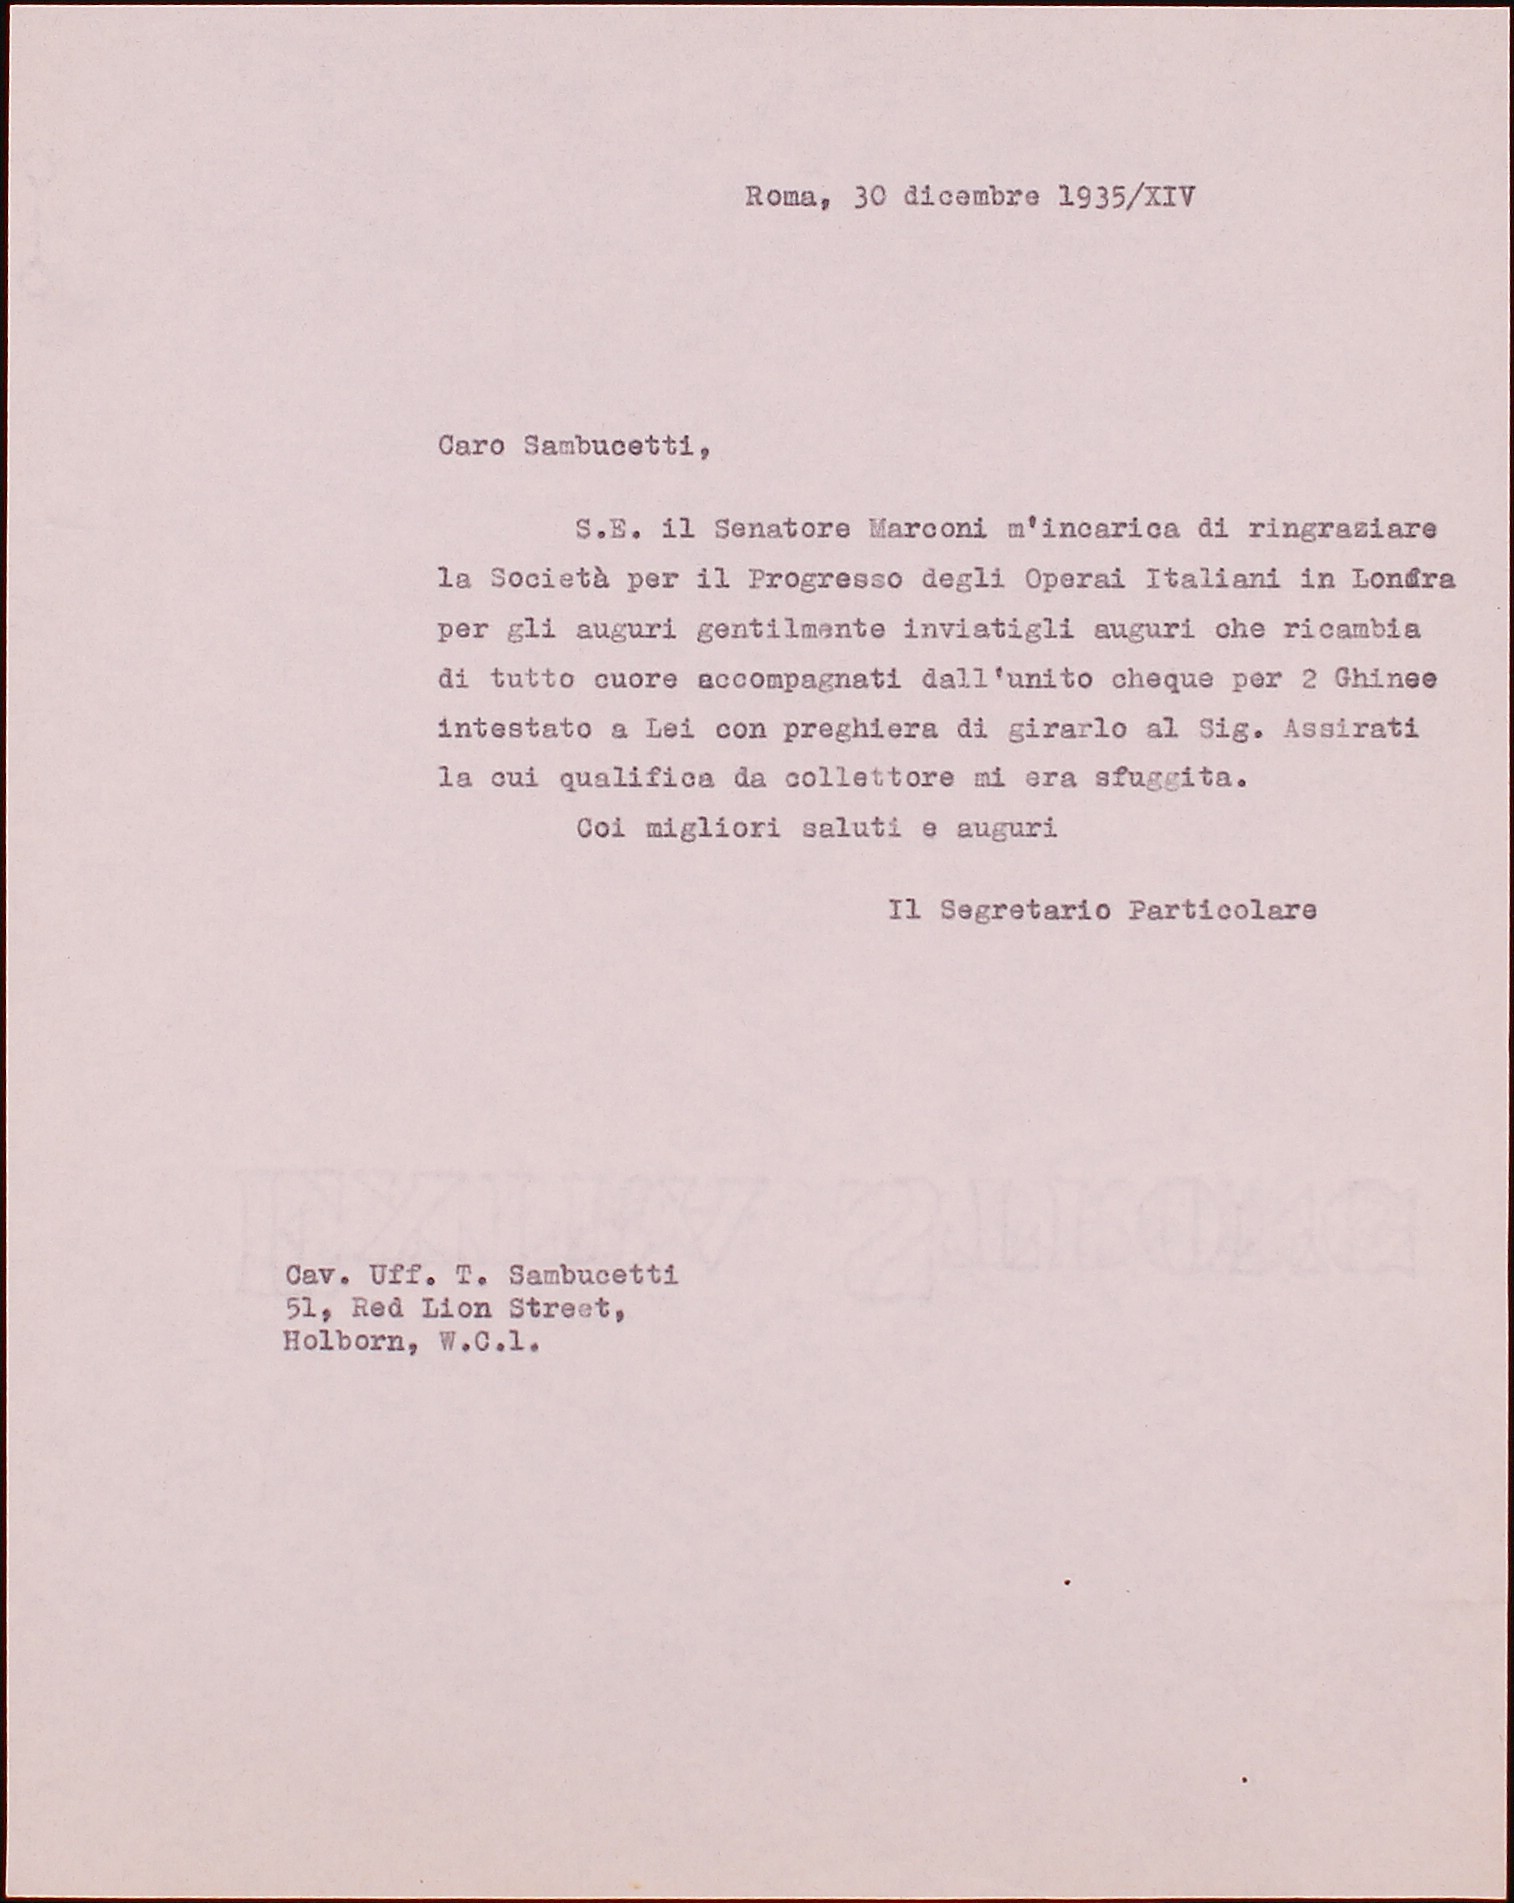 Roma, 30 dicembre 1935/XIV
Caro Sambucetti,
S.E. il Senatore Marconi m'incarica di ringraziare
la Società per il Progresso degli Operai Italiani in Londra
per gli auguri gentilmente inviatigli auguri che ricambia
di tutto cuore accompagnati dall'unito cheque per 2 Ghinee
intestato a Lei con preghiera di girarlo al Sig. Assirati
la cui qualifica da collettore mi era sfuggita.
Coi migliori saluti e auguri
Il Segretario Particolare
Cav. Uff. T. Sambucetti
51, Red Lion Street,
Holborn, W.C.1.